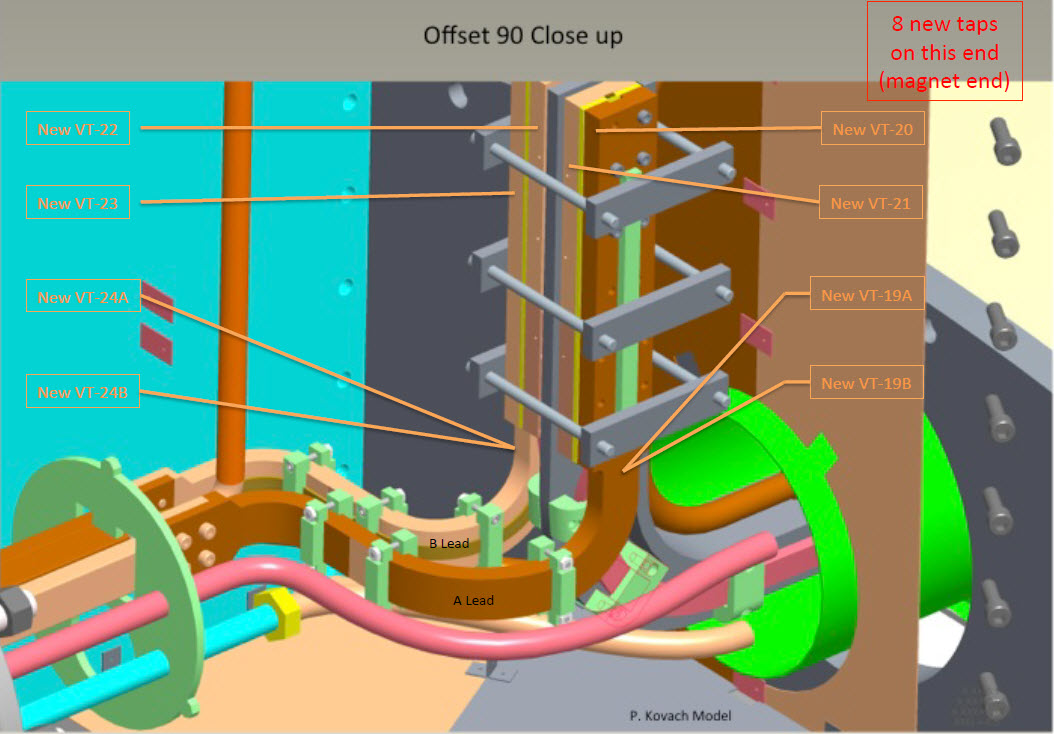 Offset 90 Close up
8 new taps
on this end
(magnet end)
New VT-22
New VT-20
New VT-23
New VT-21
New VT-24A
New VT-19A
New VT-24B
New VT-19B
B Lead
A Lead
P. Kovach Model